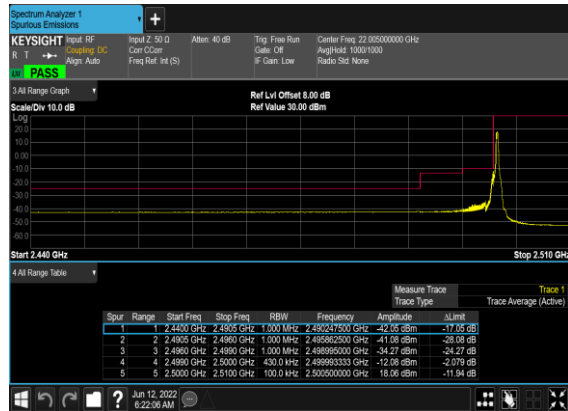 Spectrum Analyzer 1
Spurious Emissions
KEYSIGHT Input: RF Input Z: 50 Ω Atten: 40 dB Trig: Free Run Center Freq: 22.005000000 GHz
R T Coupling: DC Corr CCorr Gate: Off Avg|Hold: 1000/1000
Align: Auto Freq Ref: Int (S) IF Gain: Low Radio Std: None
PASS
3 All Range Graph
Ref Lvl Offset 8.00 dB
Scale/Div 10.0 dB Ref Value 30.00 dBm
Log
20.0
10.0
0.00
-10.0
-20.0
-30.0
-40.0
-50.0
-60.0
Start 2.440 GHz Stop 2.510 GHz
4 All Range Table
Measure Trace Trace 1
Trace Type Trace Average (Active)
Spur Range Start Freq Stop Freq RBW Frequency Amplitude ΔLimit
1 1 2.4400 GHz 2.4905 GHz 1.000 MHz 2.490247500 GHz -42.05 dBm -17.05 dB
2 2 2.4905 GHz 2.4960 GHz 1.000 MHz 2.495862500 GHz -41.08 dBm -28.08 dB
3 3 2.4960 GHz 2.4990 GHz 1.000 MHz 2.498995000 GHz -34.27 dBm -24.27 dB
4 4 2.4990 GHz 2.5000 GHz 430.0 kHz 2.499993333 GHz -12.08 dBm -2.079 dB
5 5 2.5000 GHz 2.5100 GHz 100.0 kHz 2.500500000 GHz 18.06 dBm -11.94 dB
Jun 12, 2022
6:22:06 AM